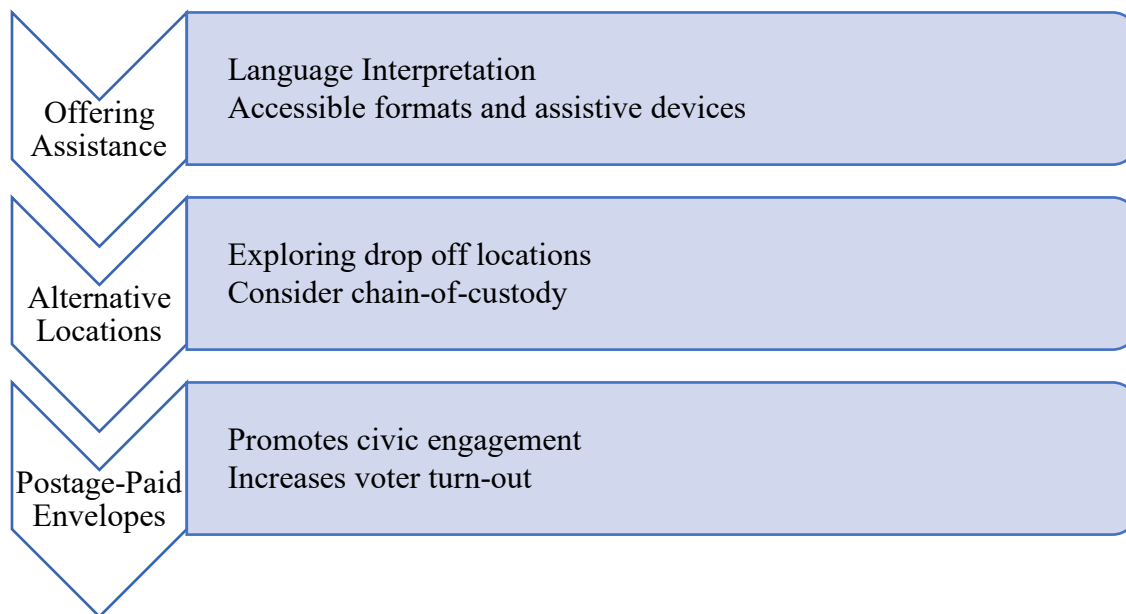 Offering
Assistance
Language Interpretation
Accessible formats and assistive devices
Alternative
Locations
Exploring drop off locations
Consider chain-of-custody
Postage-Paid
Envelopes
Promotes civic engagement
Increases voter turn-out